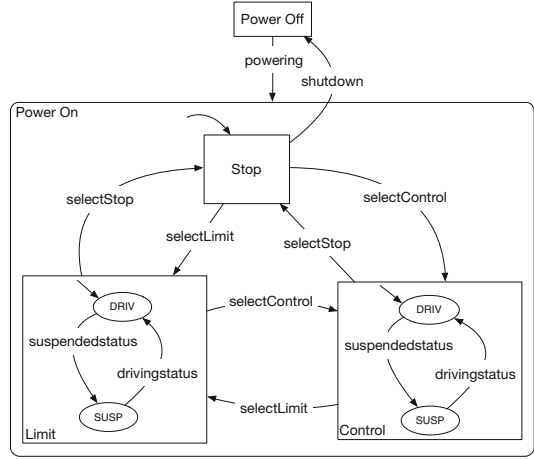 Power Off
powering
shutdown
Power On
Stop
selectStop
selectControl
selectLimit
selectStop
DRIV
suspendedstatus
drivingstatus
SUSP
Limit
selectControl
selectLimit
DRIV
suspendedstatus
drivingstatus
SUSP
Control